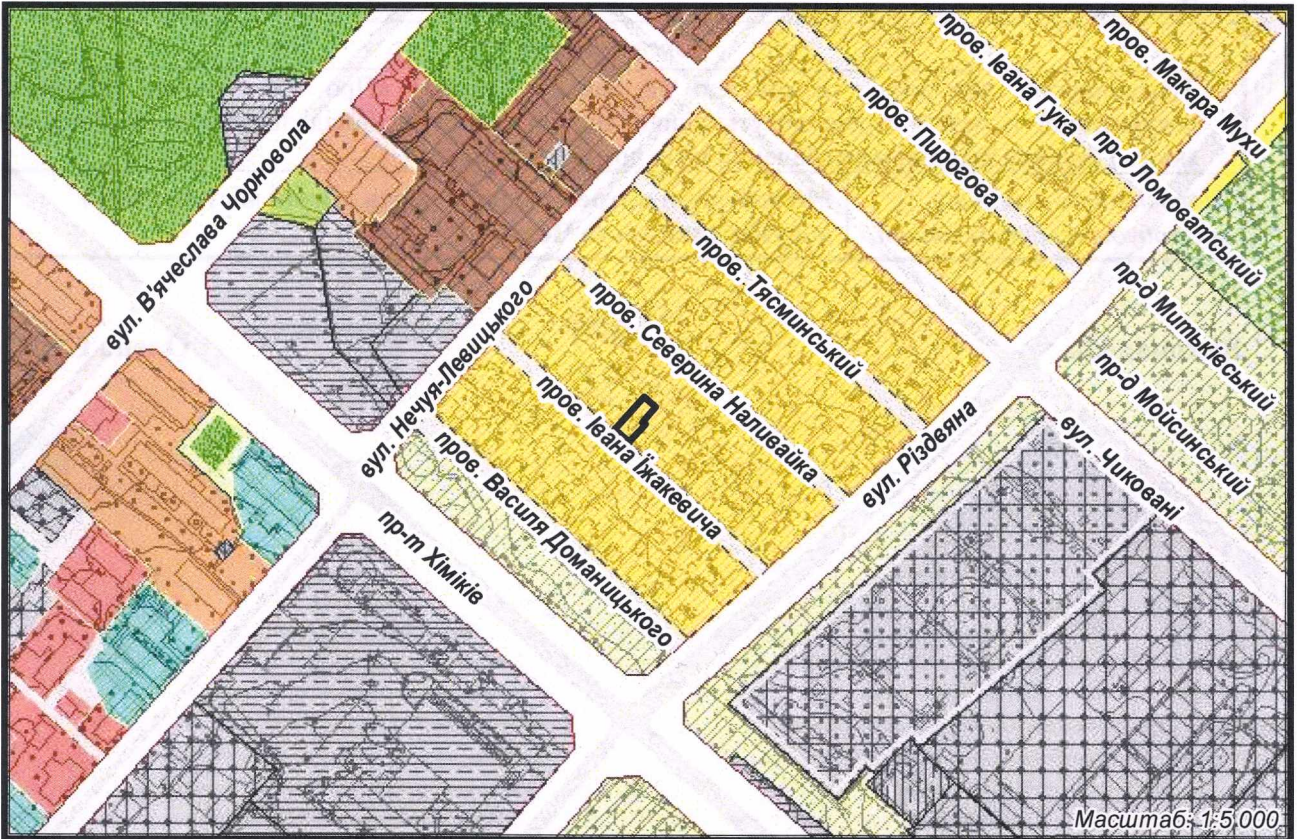 пров. Макара Мухи
пров. Івана Гука
пров. Пирогова
пр-д Ломоватський
вул. В'ячеслава Чорновола
пров. Тясминський
пр-д Митьківський
пров. Северина Наливайка
вул. Нечуя-Левицького
пр-д Мойсинський
пров. Івана Їжакевича
вул. Різдвяна
вул. Чиковані
пров. Василя Доманицького
пр-т Хіміків
Масштаб: 1:5 000